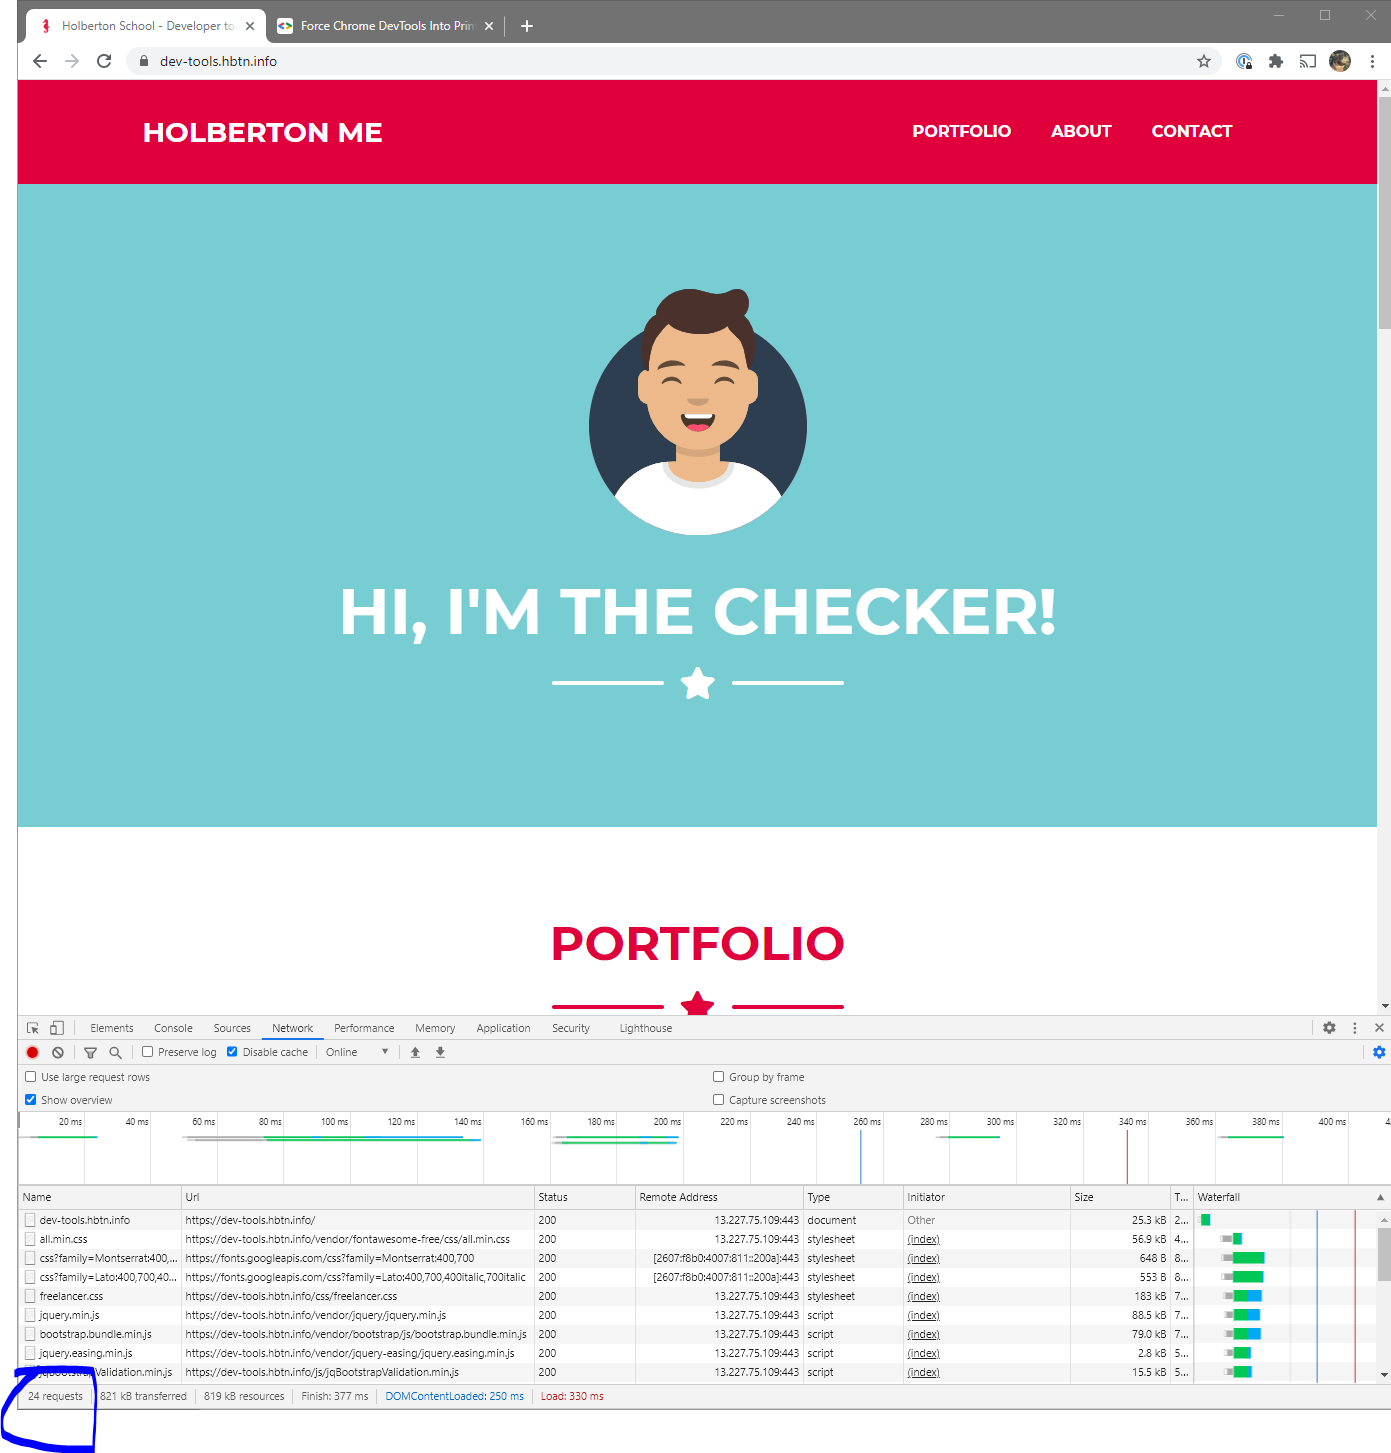 Holberton School - Developer to
Force Chrome DevTools Into Prin
dev-tools.hbtn.info
HOLBERTON ME PORTFOLIO ABOUT CONTACT
HI, I'M THE CHECKER!
PORTFOLIO
Elements Console Sources Network Performance Memory Application Security Lighthouse
Preserve log Disable cache Online
Use large request rows Group by frame
Show overview Capture screenshots
20 ms 40 ms 60 ms 80 ms 100 ms 120 ms 140 ms 160 ms 180 ms 200 ms 220 ms 240 ms 260 ms 280 ms 300 ms 320 ms 340 ms 360 ms 380 ms 400 ms
Name Url Status Remote Address Type Initiator Size T... Waterfall
dev-tools.hbtn.info https://dev-tools.hbtn.info/ 200 13.227.75.109:443 document Other 25.3 kB 2...
all.min.css https://dev-tools.hbtn.info/vendor/fontawesome-free/css/all.min.css 200 13.227.75.109:443 stylesheet (index) 56.9 kB 4...
css?family=Montserrat:400,... https://fonts.googleapis.com/css?family=Montserrat:400,700 200 [2607:f8b0:4007:811::200a]:443 stylesheet (index) 648 B 8...
css?family=Lato:400,700,40... https://fonts.googleapis.com/css?family=Lato:400,700,400italic,700italic 200 [2607:f8b0:4007:811::200a]:443 stylesheet (index) 553 B 8...
freelancer.css https://dev-tools.hbtn.info/css/freelancer.css 200 13.227.75.109:443 stylesheet (index) 183 kB 7...
jquery.min.js https://dev-tools.hbtn.info/vendor/jquery/jquery.min.js 200 13.227.75.109:443 script (index) 88.5 kB 7...
bootstrap.bundle.min.js https://dev-tools.hbtn.info/vendor/bootstrap/js/bootstrap.bundle.min.js 200 13.227.75.109:443 script (index) 79.0 kB 7...
jquery.easing.min.js https://dev-tools.hbtn.info/vendor/jquery-easing/jquery.easing.min.js 200 13.227.75.109:443 script (index) 2.8 kB 5...
jqBootstrapValidation.min.js https://dev-tools.hbtn.info/js/jqBootstrapValidation.min.js 200 13.227.75.109:443 script (index) 15.5 kB 5...
24 requests 821 kB transferred 819 kB resources Finish: 377 ms DOMContentLoaded: 250 ms Load: 330 ms